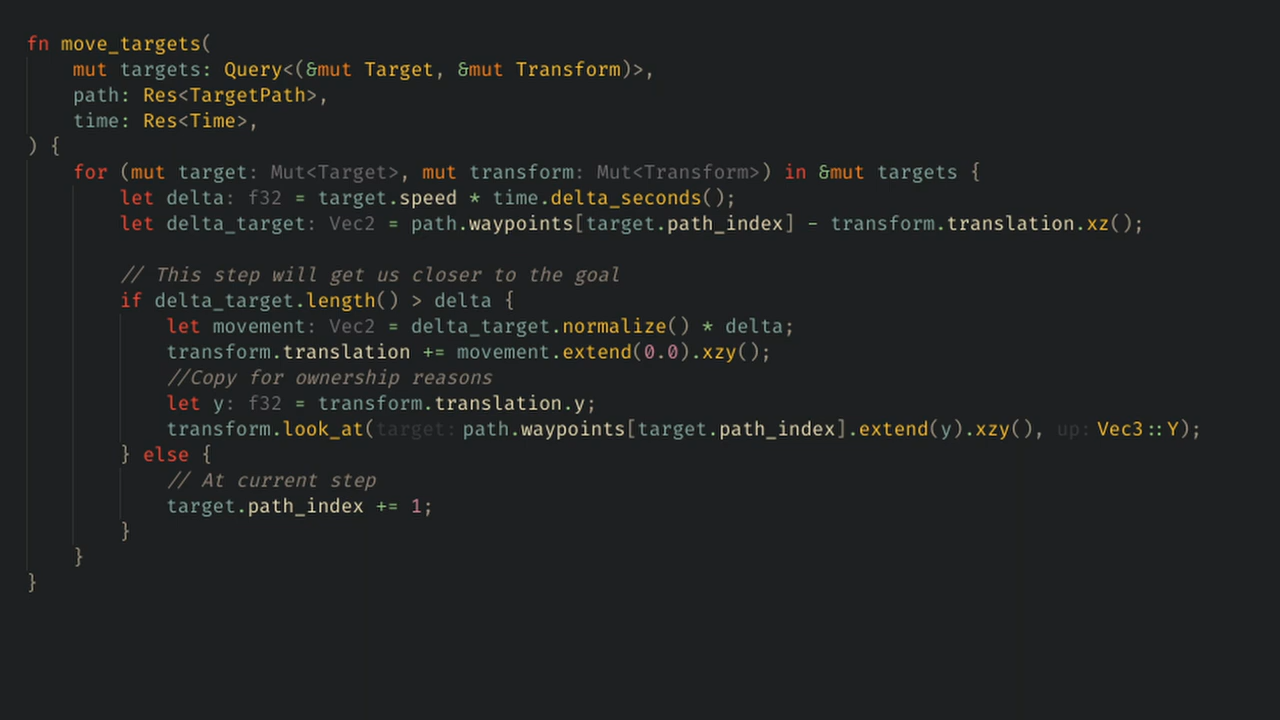 fn move_targets(
    mut targets: Query<(&mut Target, &mut Transform)>,
    path: Res<TargetPath>,
    time: Res<Time>,
) {
    for (mut target: Mut<Target>, mut transform: Mut<Transform>) in &mut targets {
        let delta: f32 = target.speed * time.delta_seconds();
        let delta_target: Vec2 = path.waypoints[target.path_index] - transform.translation.xz();

        // This step will get us closer to the goal
        if delta_target.length() > delta {
            let movement: Vec2 = delta_target.normalize() * delta;
            transform.translation += movement.extend(0.0).xzy();
            //Copy for ownership reasons
            let y: f32 = transform.translation.y;
            transform.look_at(target: path.waypoints[target.path_index].extend(y).xzy(), up: Vec3::Y);
        } else {
            // At current step
            target.path_index += 1;
        }
    }
}